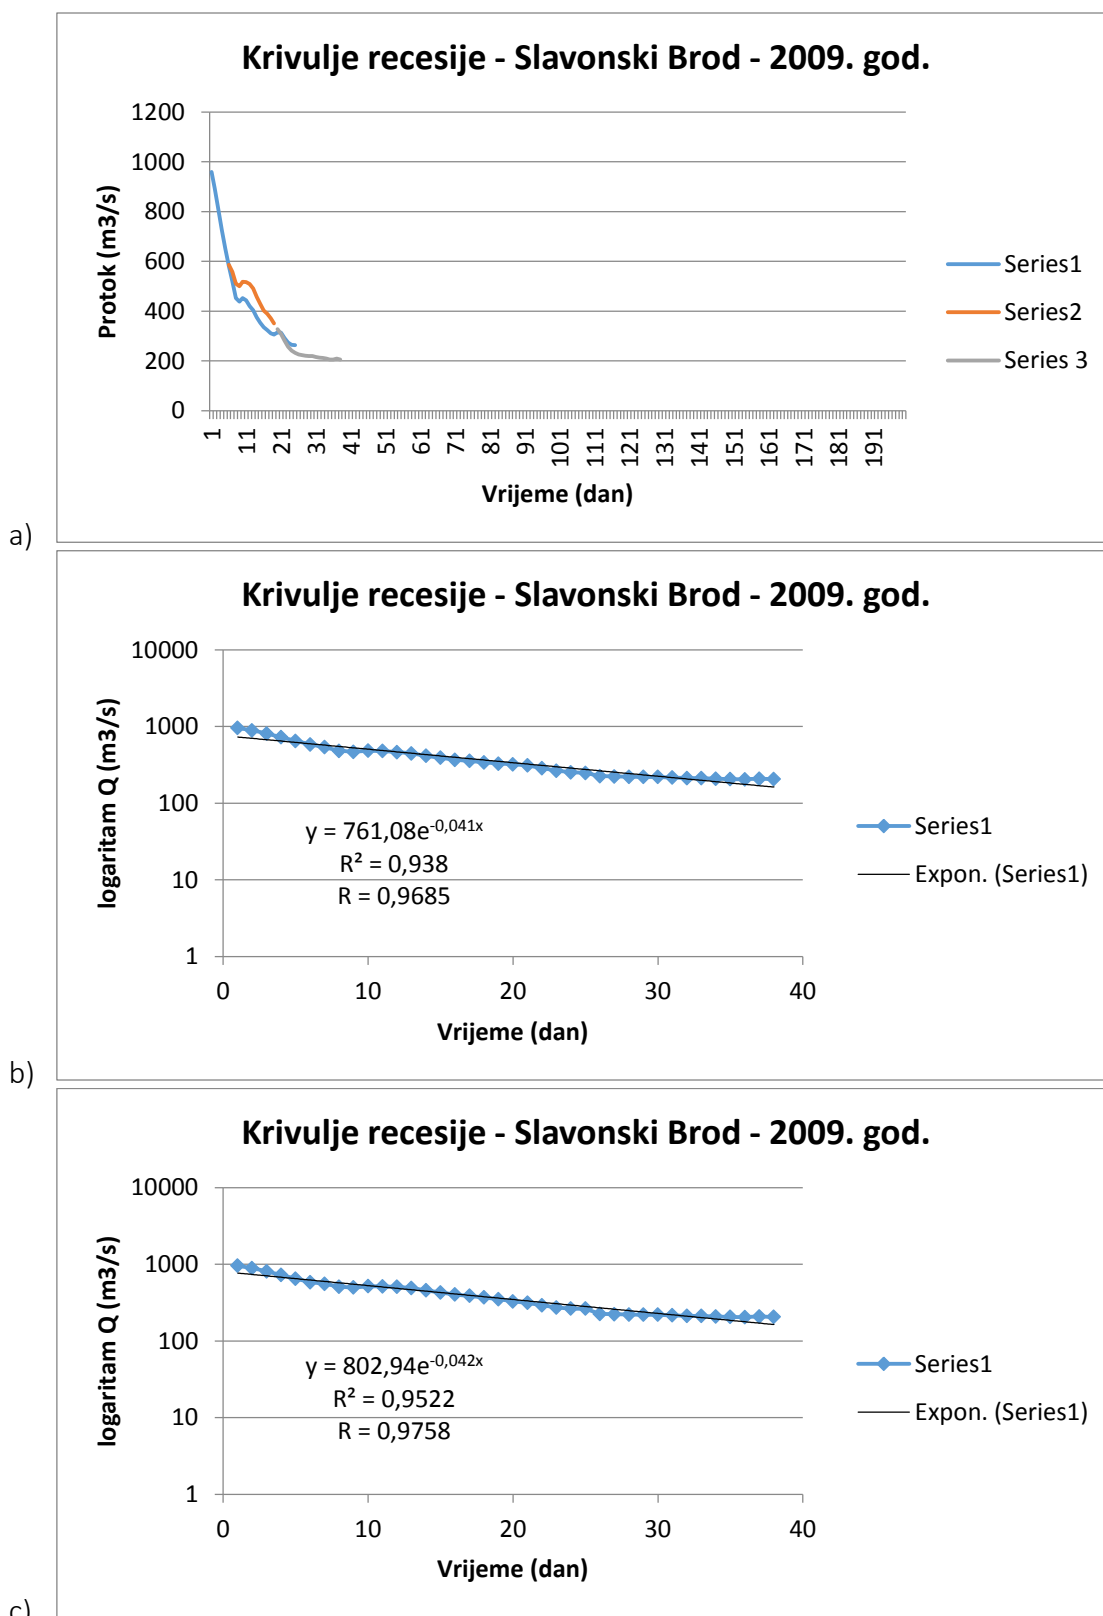 Krivulje recesije - Slavonski Brod - 2009. god.
Protok (m3/s)
1200
1000
800
600
400
200
0
1 11 21 31 41 51 61 71 81 91 101 111 121 131 141 151 161 171 181 191
Vrijeme (dan)
Series1
Series2
Series 3
a)
Krivulje recesije - Slavonski Brod - 2009. god.
logaritam Q (m3/s)
10000
1000
100
10
1
y = 761,08e^-0,041x
R² = 0,938
R = 0,9685
0 10 20 30 40
Vrijeme (dan)
Series1
Expon. (Series1)
b)
Krivulje recesije - Slavonski Brod - 2009. god.
logaritam Q (m3/s)
10000
1000
100
10
1
y = 802,94e^-0,042x
R² = 0,9522
R = 0,9758
0 10 20 30 40
Vrijeme (dan)
Series1
Expon. (Series1)
c)